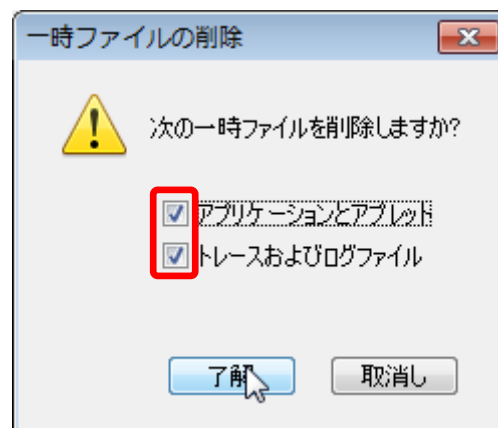 一時ファイルの削除
次の一時ファイルを削除しますか?
アプリケーションとアプレット
トレースおよびログファイル
了解 取消し